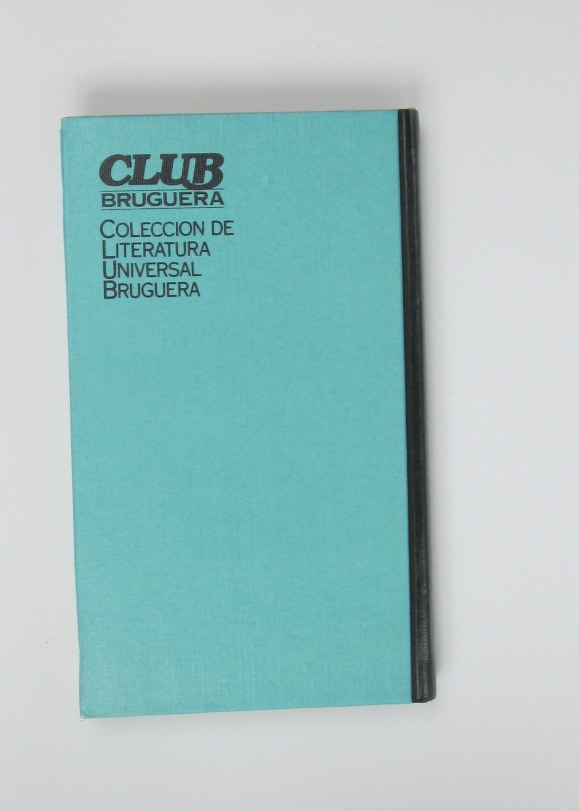 CLUB
BRUGUERA
COLECCION DE
LITERATURA
UNIVERSAL
BRUGUERA